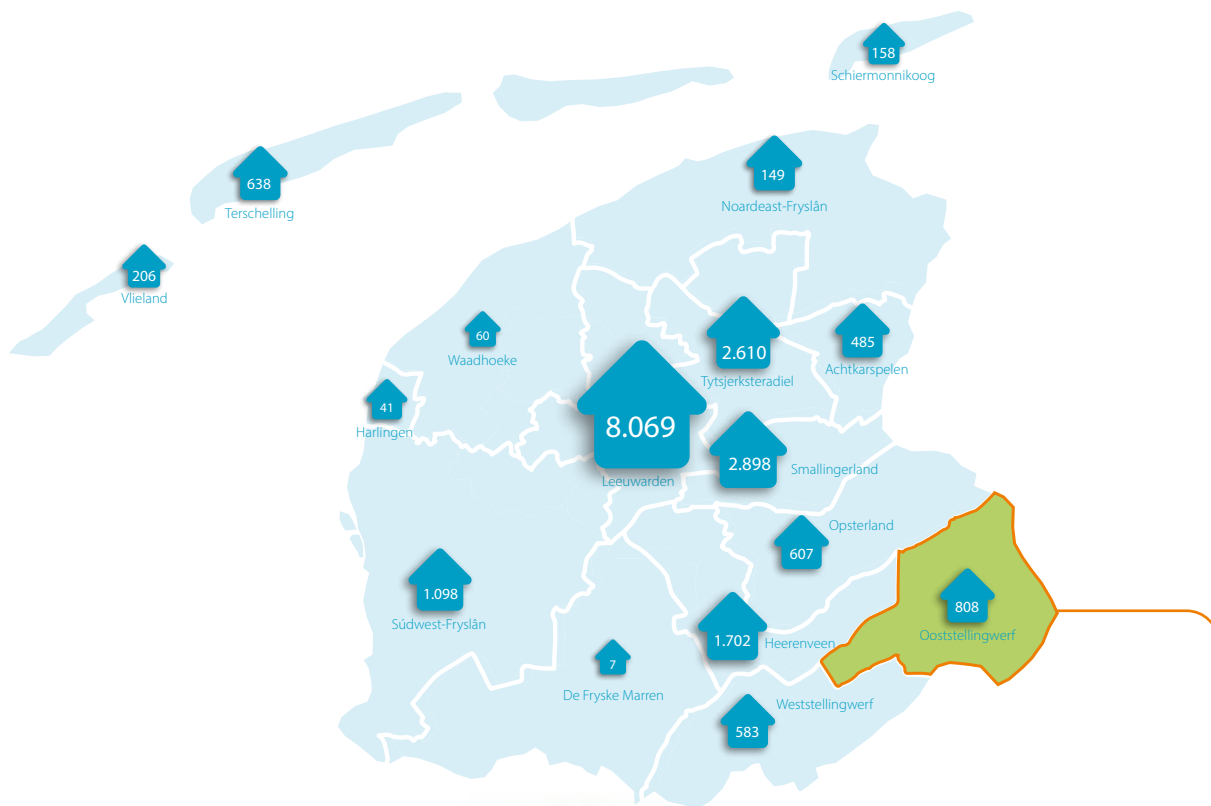 158
Schiermonnikoog
149
Noardeast-Fryslân
638
Terschelling
206
Vlieland
60
Waadhoeke
2.610
Tytsjerksteradiel
485
Achtkarspelen
41
Harlingen
8.069
Leeuwarden
2.898
Smallingerland
Opsterland
607
1.098
Súdwest-Fryslân
808
Ooststellingwerf
1.702
Heerenveen
7
De Fryske Marren
Weststellingwerf
583